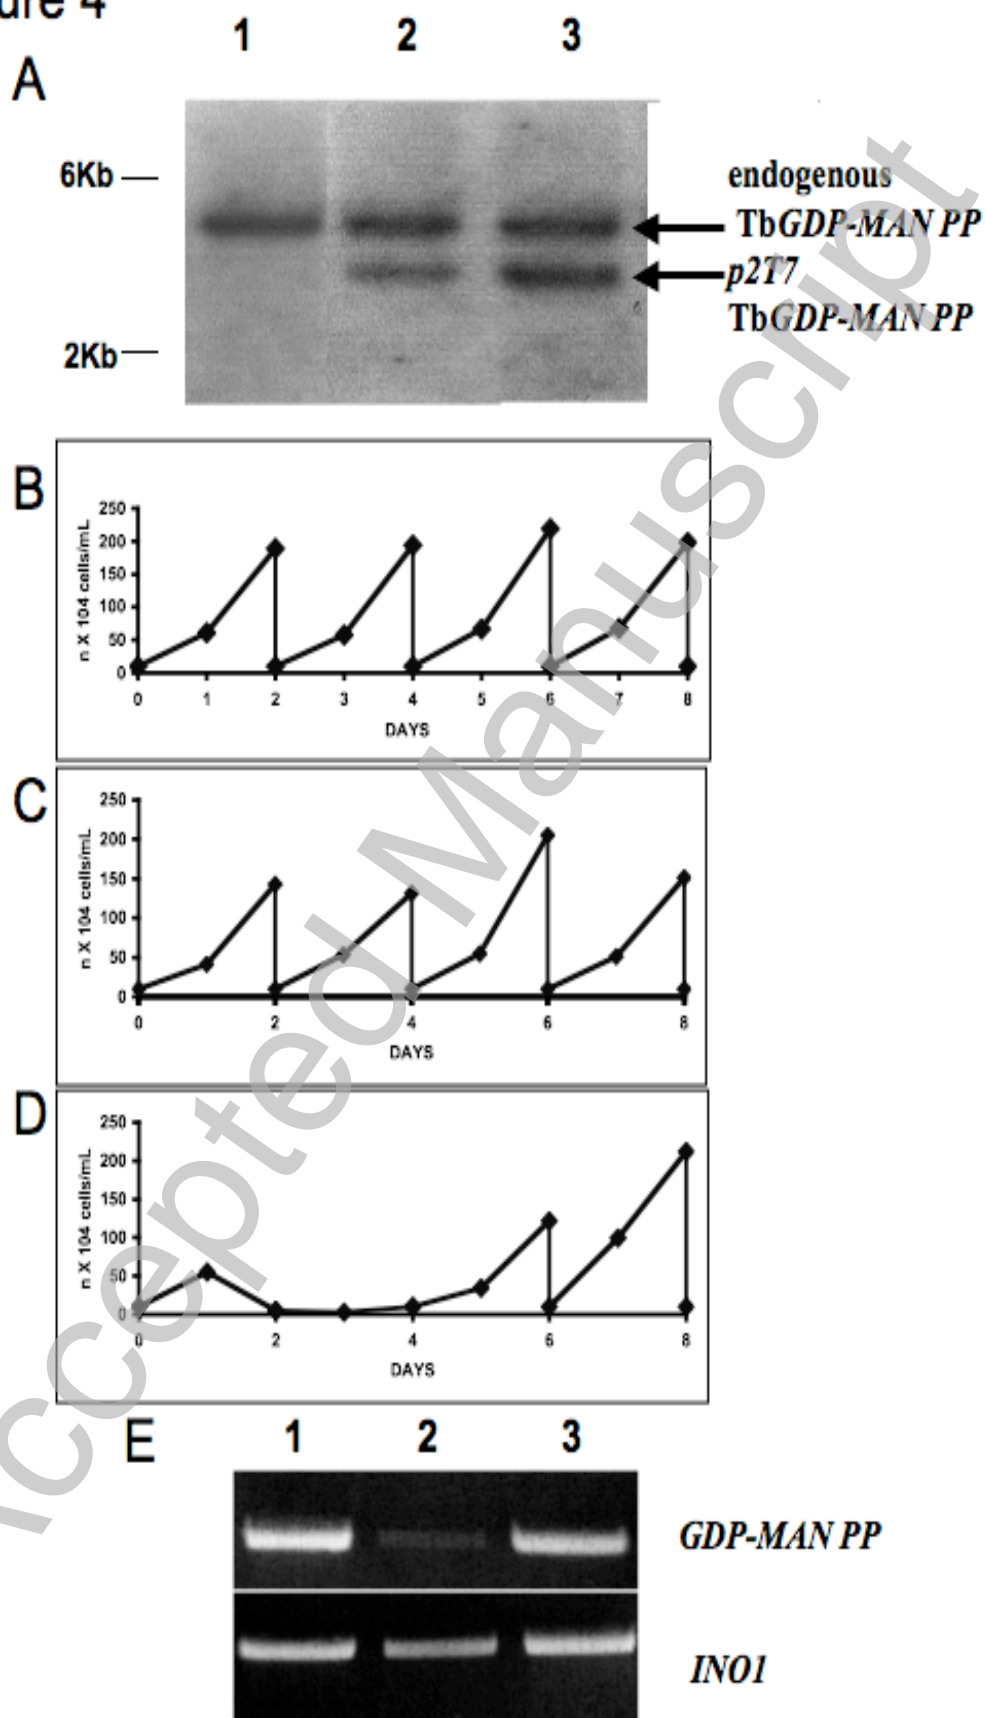 ure 4
1 2 3
A
6Kb
2Kb
endogenous
TbGDP-MAN PP
p2T7
TbGDP-MAN PP
B
n X 104 cells/mL
250
200
150
100
50
0
0 1 2 3 4 5 6 7 8
DAYS
C
n X 104 cells/mL
250
200
150
100
50
0
0 2 4 6 8
DAYS
D
n X 104 cells/mL
250
200
150
100
50
0
0 2 4 6 8
DAYS
E
1 2 3
GDP-MAN PP
INO1
Accepted Manuscript